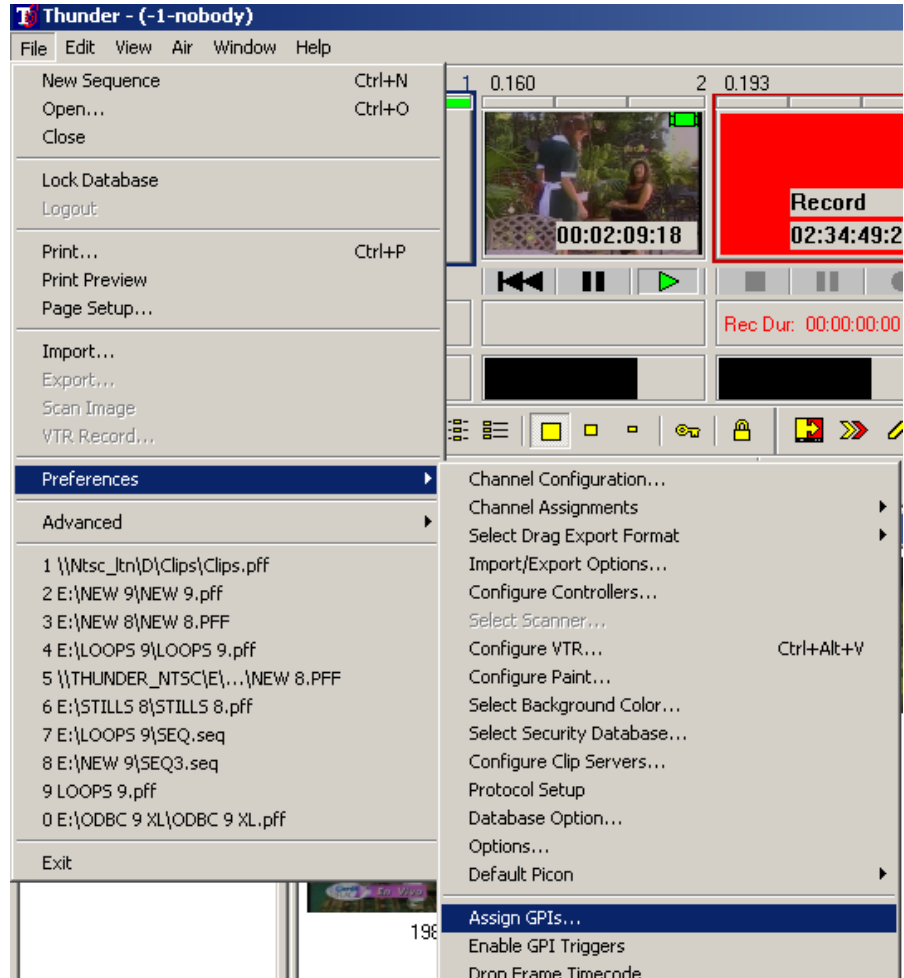 Thunder - (-1-nobody)
File Edit View Air Window Help
New Sequence Ctrl+N
Open... Ctrl+O
Close
Lock Database
Logout
Print... Ctrl+P
Print Preview
Page Setup...
Import...
Export...
Scan Image
VTR Record...
Preferences
Advanced
1 \\Ntsc_ltn\D\Clips\Clips.pff
2 E:\NEW 9\NEW 9.pff
3 E:\NEW 8\NEW 8.PFF
4 E:\LOOPS 9\LOOPS 9.pff
5 \\THUNDER_NTSC\E\...\NEW 8.PFF
6 E:\STILLS 8\STILLS 8.pff
7 E:\LOOPS 9\SEQ.seq
8 E:\NEW 9\SEQ3.seq
9 LOOPS 9.pff
0 E:\ODBC 9 XL\ODBC 9 XL.pff
Exit
1 0.160 2 0.193
00:02:09:18
Record
02:34:49:2
Rec Dur: 00:00:00:00
Channel Configuration...
Channel Assignments
Select Drag Export Format
Import/Export Options...
Configure Controllers...
Select Scanner...
Configure VTR... Ctrl+Alt+V
Configure Paint...
Select Background Color...
Select Security Database...
Configure Clip Servers...
Protocol Setup
Database Option...
Options...
Default Picon
Assign GPIs...
Enable GPI Triggers
Drop Frame Timecode
En Vivo
198